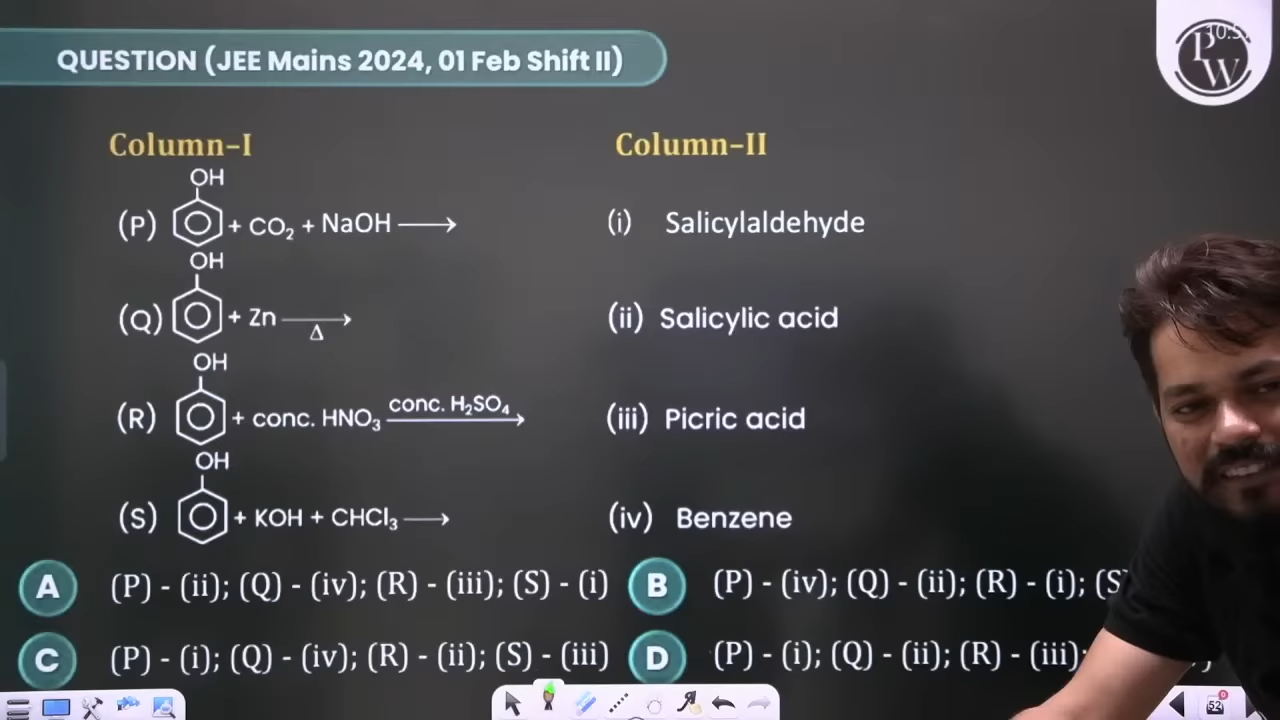 QUESTION (JEE Mains 2024, 01 Feb Shift II)
PW
Column–I Column–II
OH
(P) + CO₂ + NaOH ⟶ (i) Salicylaldehyde
OH
(Q) + Zn ⟶ (ii) Salicylic acid
Δ
OH
conc. H₂SO₄
(R) + conc. HNO₃ ⟶ (iii) Picric acid
OH
(S) + KOH + CHCl₃ ⟶ (iv) Benzene
A (P) - (ii); (Q) - (iv); (R) - (iii); (S) - (i) B (P) - (iv); (Q) - (ii); (R) - (i); (S
C (P) - (i); (Q) - (iv); (R) - (ii); (S) - (iii) D (P) - (i); (Q) - (ii); (R) - (iii);
52